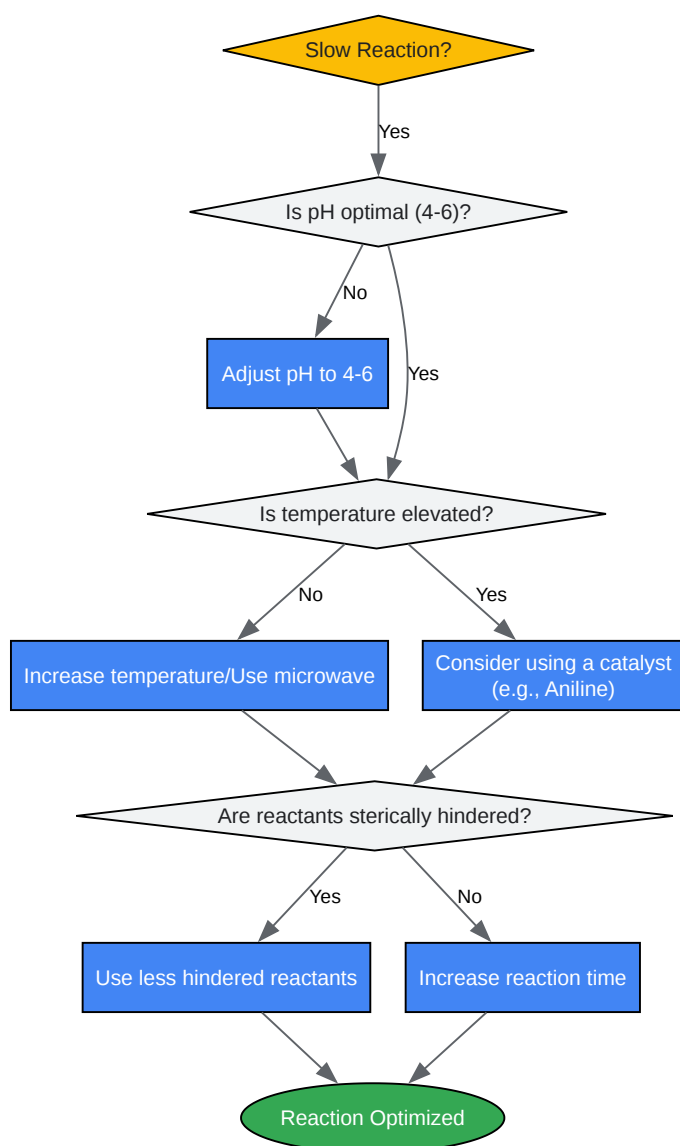 Slow Reaction?
Yes
Is pH optimal (4-6)?
No
Adjust pH to 4-6
Yes
Is temperature elevated?
No
Yes
Increase temperature/Use microwave
Consider using a catalyst
(e.g., Aniline)
Are reactants sterically hindered?
Yes
No
Use less hindered reactants
Increase reaction time
Reaction Optimized